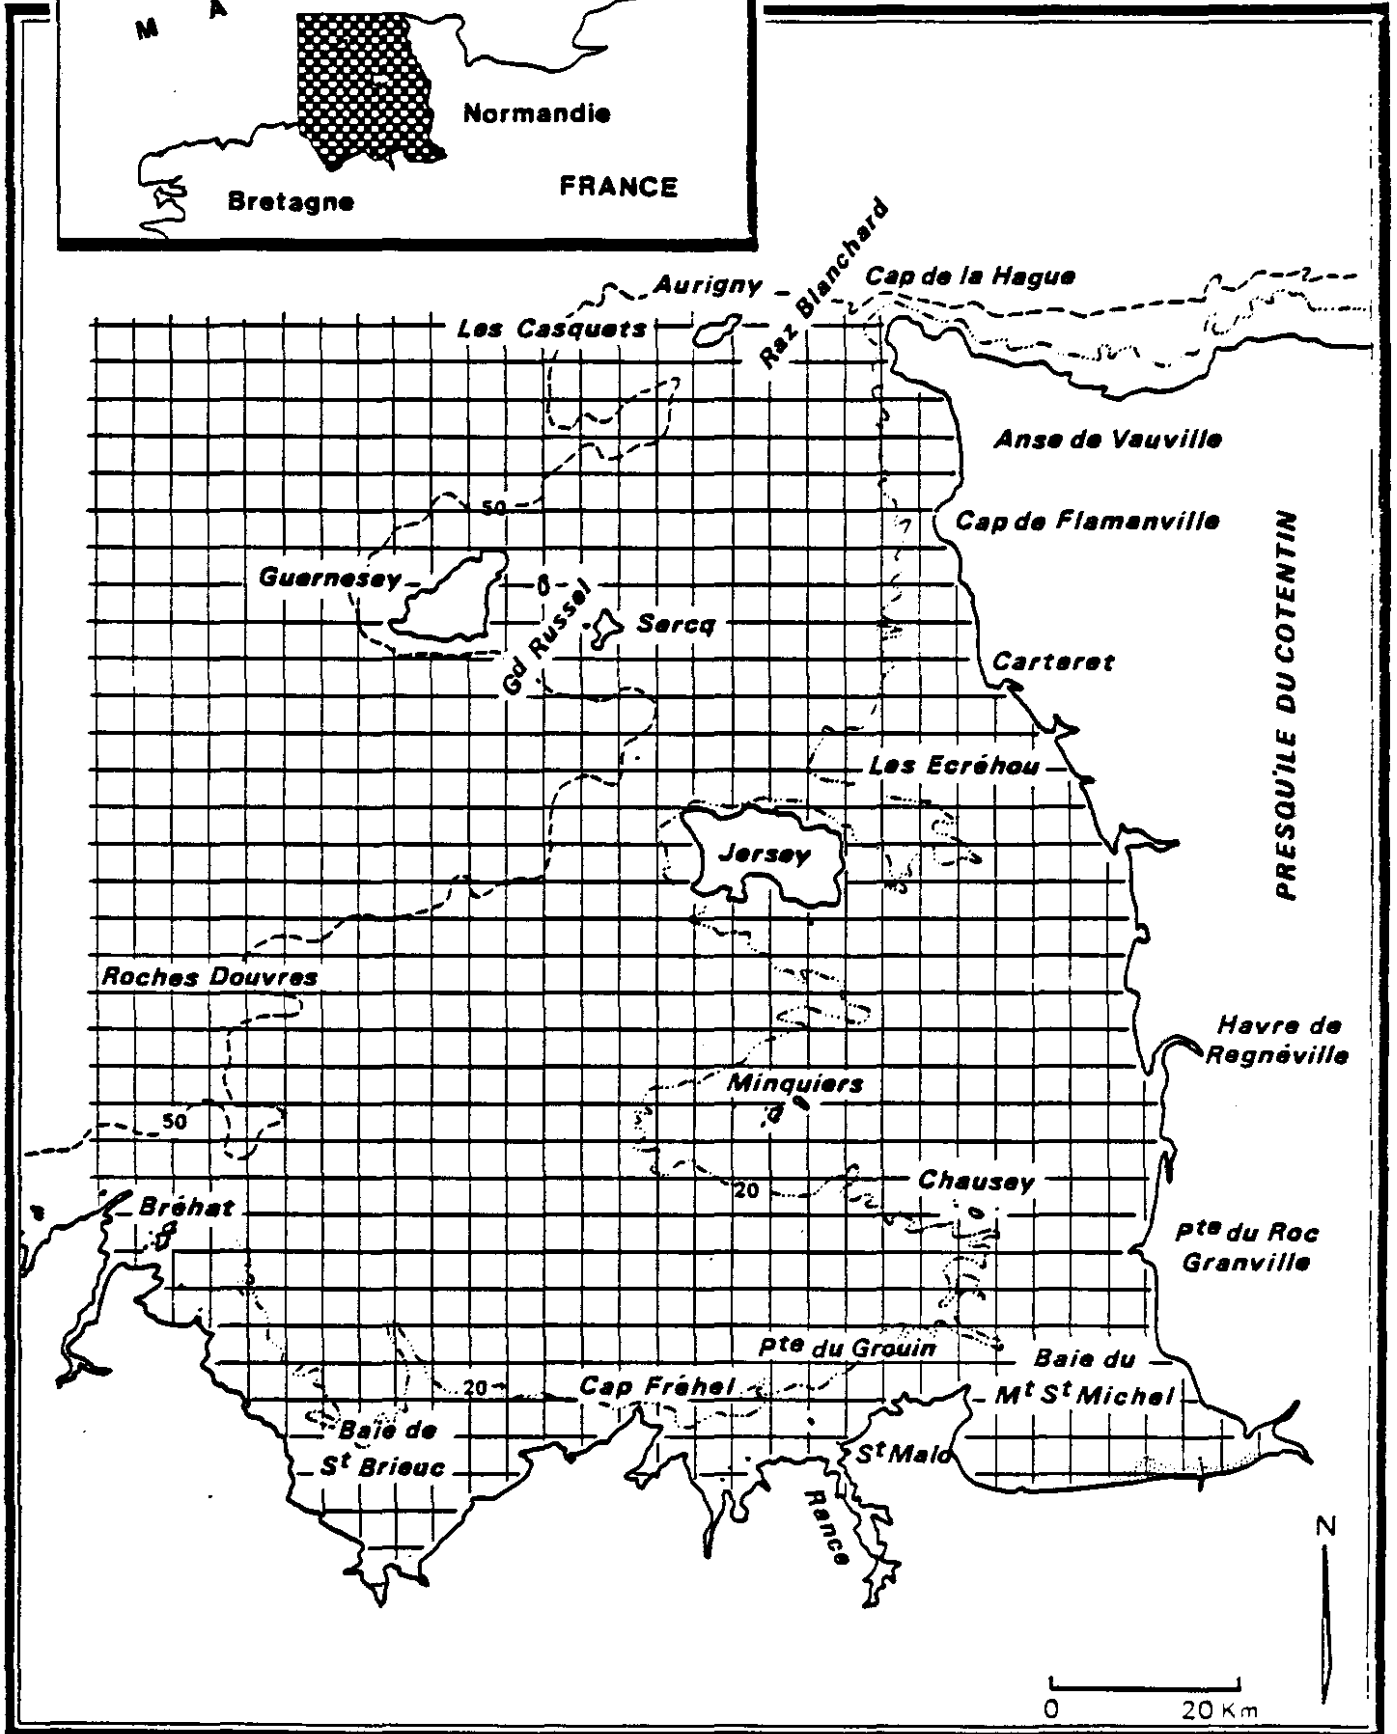 M A
Normandie
Bretagne
FRANCE
Raz Blanchard
Aurigny
Cap de la Hague
Les Casquets
Anse de Vauville
50
Cap de Flamanville
Guernesey
Gd Russel
Sercq
Carteret
PRESQU'ILE DU COTENTIN
Les Ecréhou
Jersey
Roches Douvres
Havre de
Regnéville
Minquiers
50
Chausey
20
Bréhat
Pte du Roc
Granville
Pte du Grouin
Baie du
Mt St Michel
20
Cap Fréhel
Baie de
St Brieuc
St Malo
Rance
N
0 20 Km